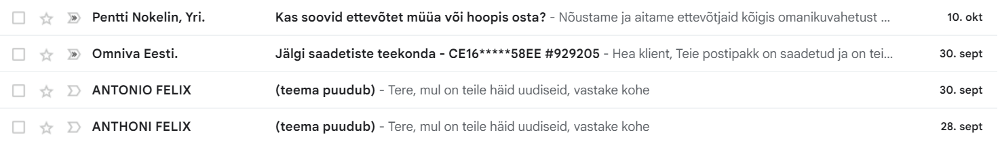 Pentti Nokelin, Yri. Kas soovid ettevõtet müüa või hoopis osta? - Nõustame ja aitame ettevõtjaid kõigis omanikuvahetust ... 10. okt
Omniva Eesti. Jälgi saadetiste teekonda - CE16*****58EE #929205 - Hea klient, Teie postipakk on saadetud ja on tei... 30. sept
ANTONIO FELIX (teema puudub) - Tere, mul on teile häid uudiseid, vastake kohe 30. sept
ANTHONI FELIX (teema puudub) - Tere, mul on teile häid uudiseid, vastake kohe 28. sept